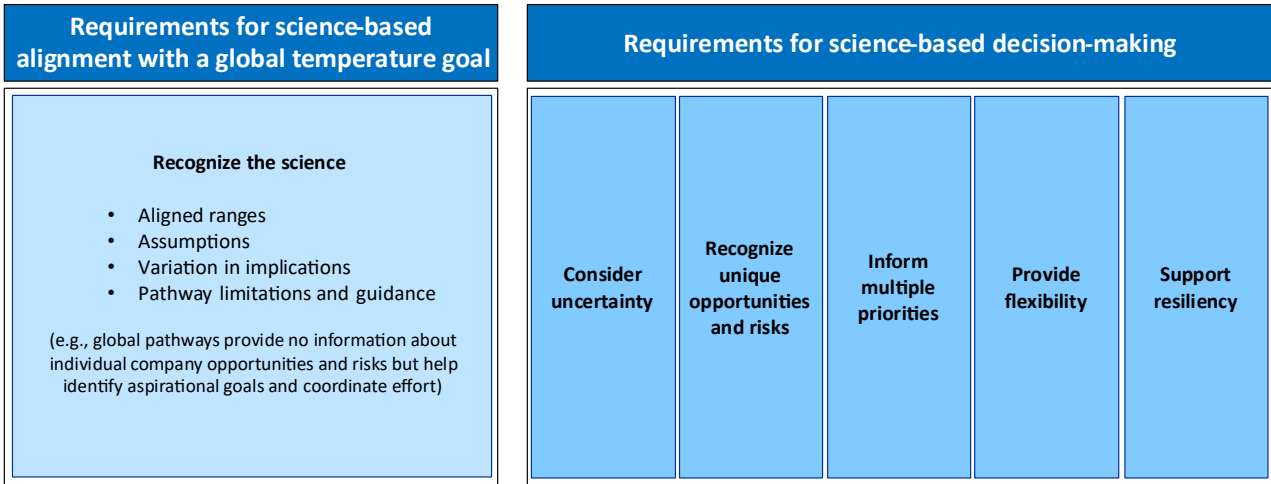 Requirements for science-based
alignment with a global temperature goal
Recognize the science
• Aligned ranges
• Assumptions
• Variation in implications
• Pathway limitations and guidance
(e.g., global pathways provide no information about
individual company opportunities and risks but help
identify aspirational goals and coordinate effort)
Requirements for science-based decision-making
Consider
uncertainty
Recognize
unique
opportunities
and risks
Inform
multiple
priorities
Provide
flexibility
Support
resiliency